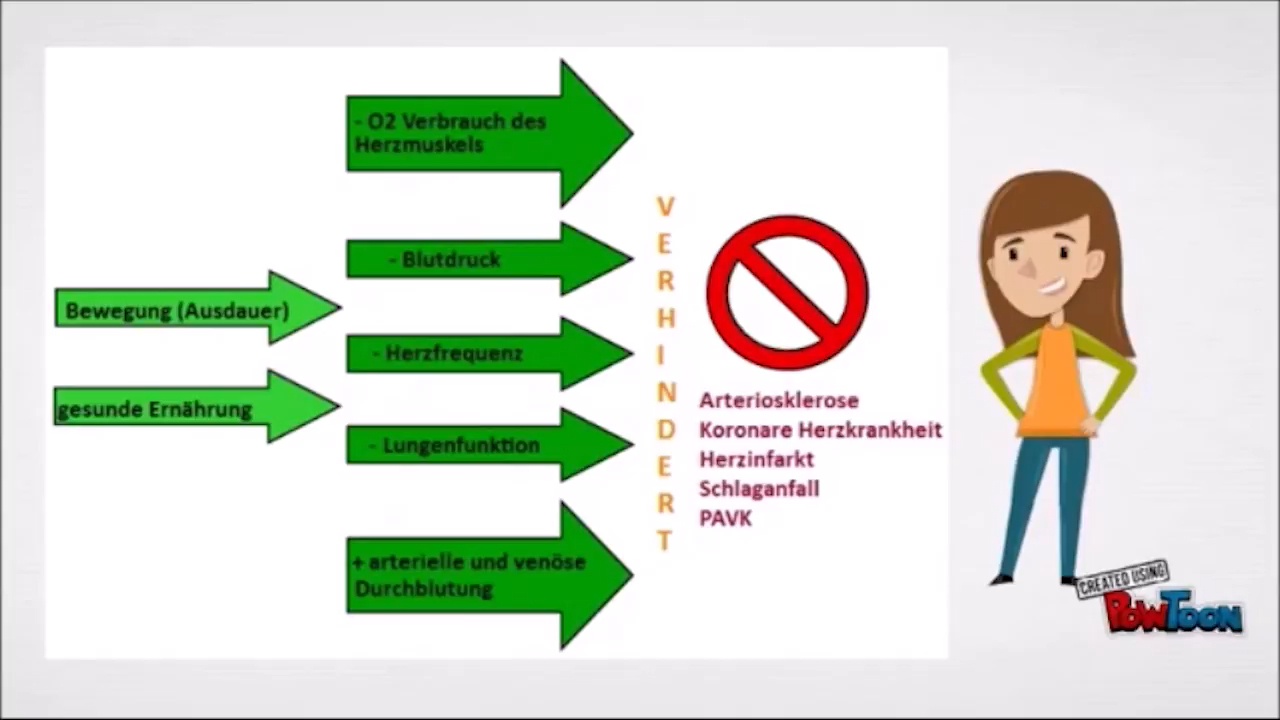 Bewegung (Ausdauer)
gesunde Ernährung
- O2 Verbrauch des
Herzmuskels
- Blutdruck
- Herzfrequenz
- Lungenfunktion
+ arterielle und venöse
Durchblutung
V
E
R
H
I
N
D
E
R
T
Arteriosklerose
Koronare Herzkrankheit
Herzinfarkt
Schlaganfall
PAVK
CREATED USING
POWTOON